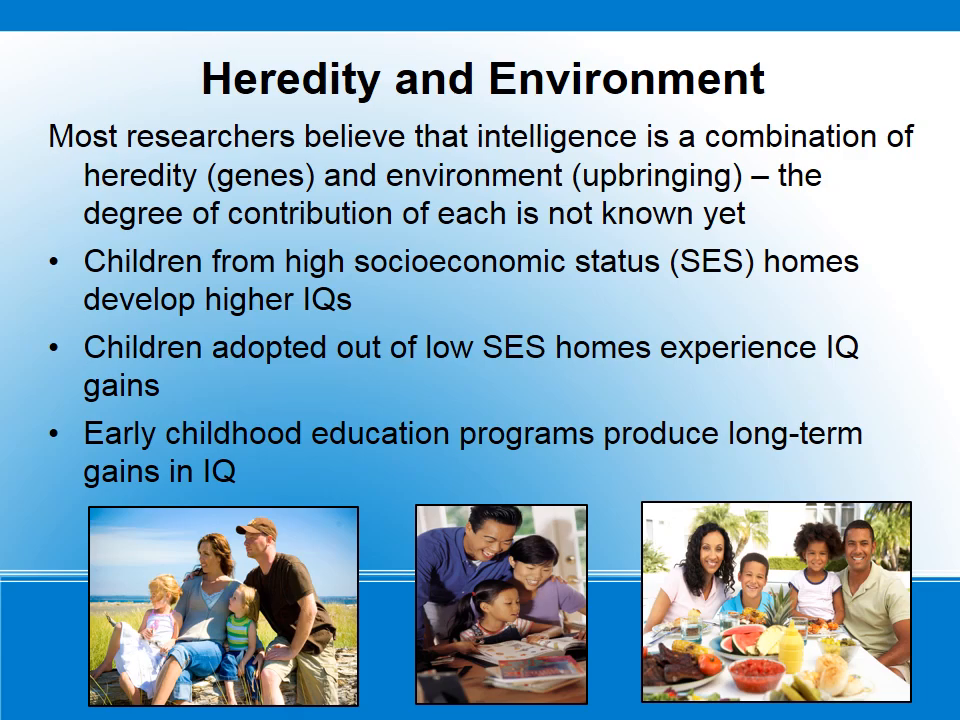 Heredity and Environment
Most researchers believe that intelligence is a combination of
heredity (genes) and environment (upbringing) – the
degree of contribution of each is not known yet
• Children from high socioeconomic status (SES) homes
develop higher IQs
• Children adopted out of low SES homes experience IQ
gains
• Early childhood education programs produce long-term
gains in IQ